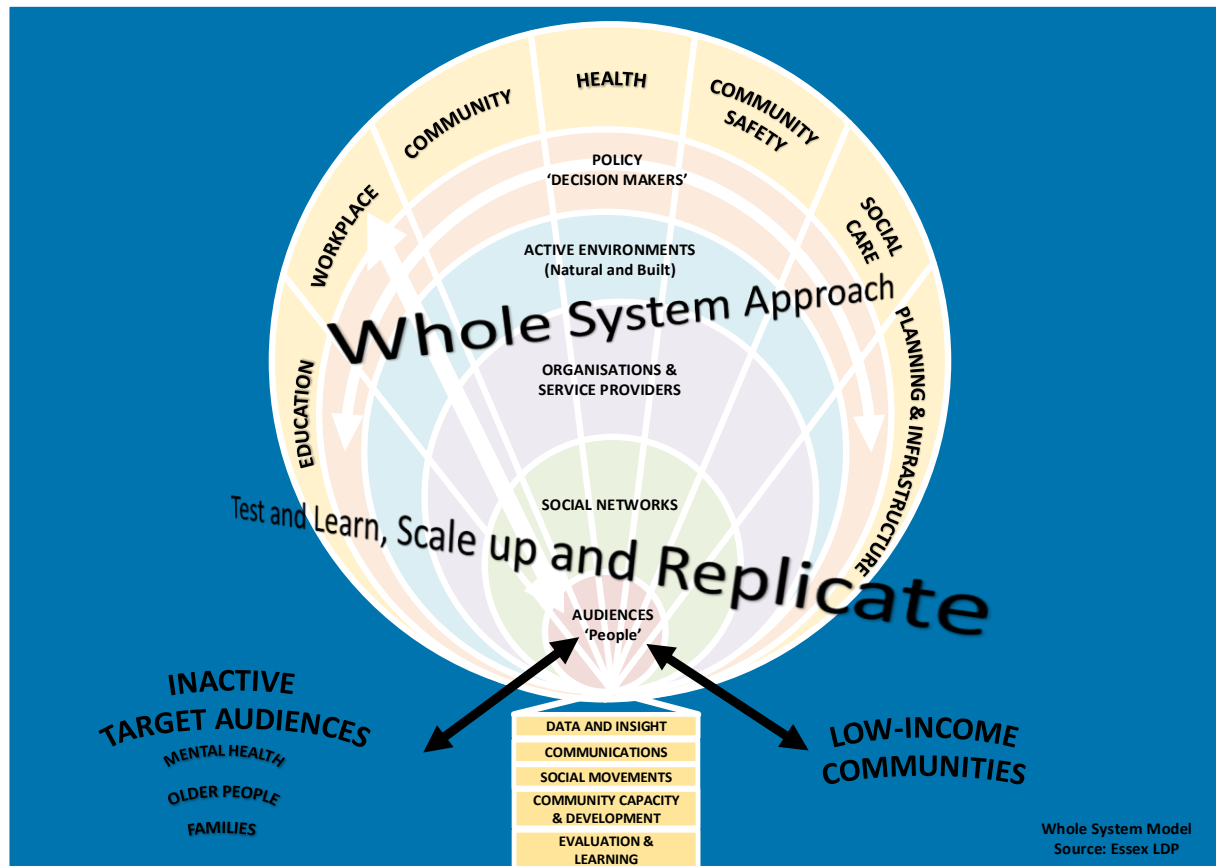 HEALTH
COMMUNITY
COMMUNITY
SAFETY
WORKPLACE
SOCIAL
CARE
EDUCATION
PLANNING & INFRASTRUCTURE
POLICY
‘DECISION MAKERS’
ACTIVE ENVIRONMENTS
(Natural and Built)
Whole System Approach
ORGANISATIONS &
SERVICE PROVIDERS
SOCIAL NETWORKS
Test and Learn, Scale up and Replicate
AUDIENCES
‘People’
INACTIVE
TARGET AUDIENCES
MENTAL HEALTH
OLDER PEOPLE
FAMILIES
DATA AND INSIGHT
COMMUNICATIONS
SOCIAL MOVEMENTS
COMMUNITY CAPACITY
& DEVELOPMENT
EVALUATION &
LEARNING
LOW-INCOME
COMMUNITIES
Whole System Model
Source: Essex LDP